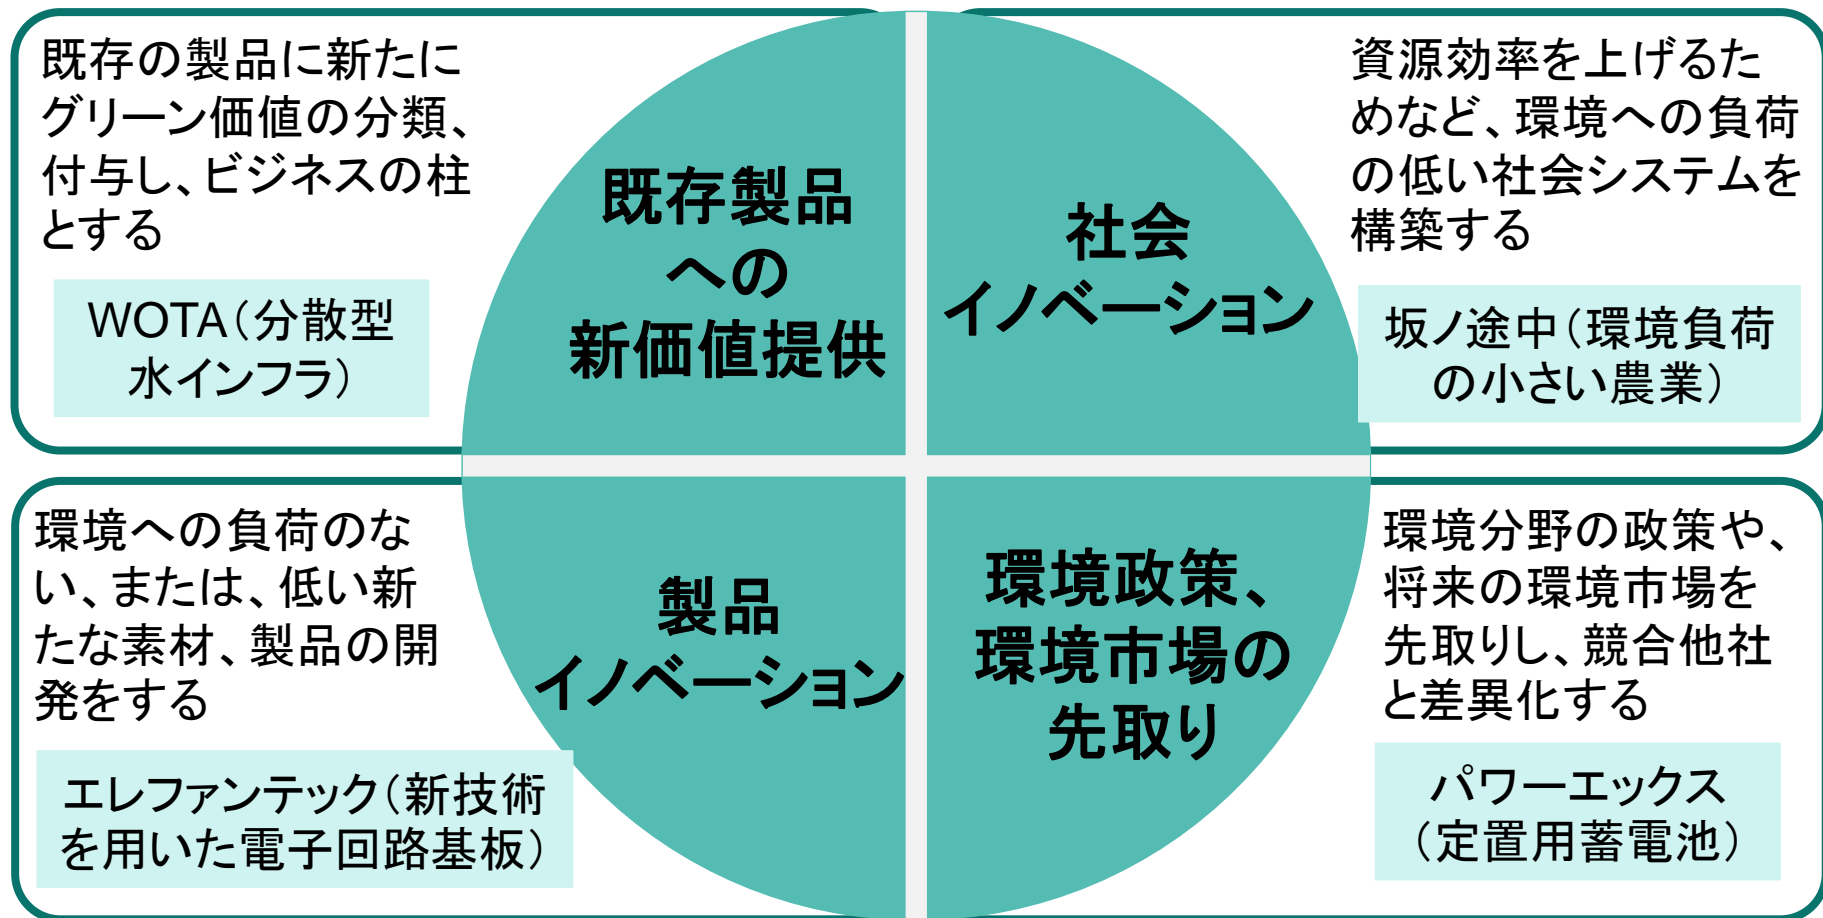 既存の製品に新たに
グリーン価値の分類、
付与し、ビジネスの柱
とする
WOTA（分散型
水インフラ）
既存製品
への
新価値提供
社会
イノベーション
資源効率を上げるた
めなど、環境への負荷
の低い社会システムを
構築する
坂ノ途中（環境負荷
の小さい農業）
環境への負荷のな
い、または、低い新
たな素材、製品の開
発をする
エレファンテック（新技術
を用いた電子回路基板）
製品
イノベーション
環境政策、
環境市場の
先取り
環境分野の政策や、
将来の環境市場を
先取りし、競合他社
と差異化する
パワーエックス
（定置用蓄電池）